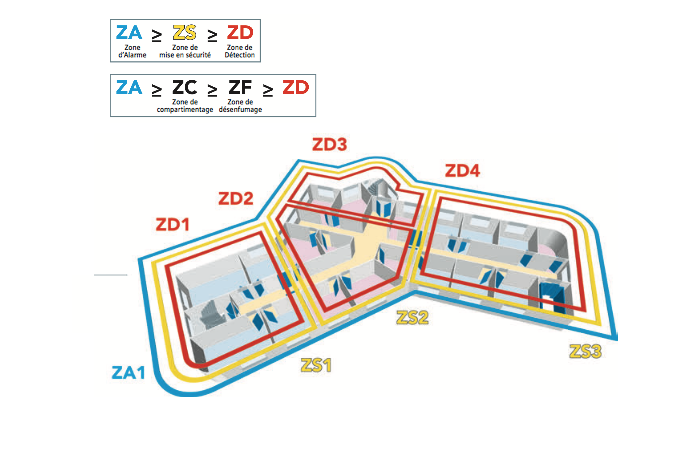 ZA ≥ ZS ≥ ZD
Zone d'Alarme
Zone de mise en sécurité
Zone de Détection
ZA ≥ ZC ≥ ZF ≥ ZD
Zone de compartimentage
Zone de désenfumage
ZD3
ZD4
ZD2
ZD1
ZS2
ZS3
ZS1
ZA1